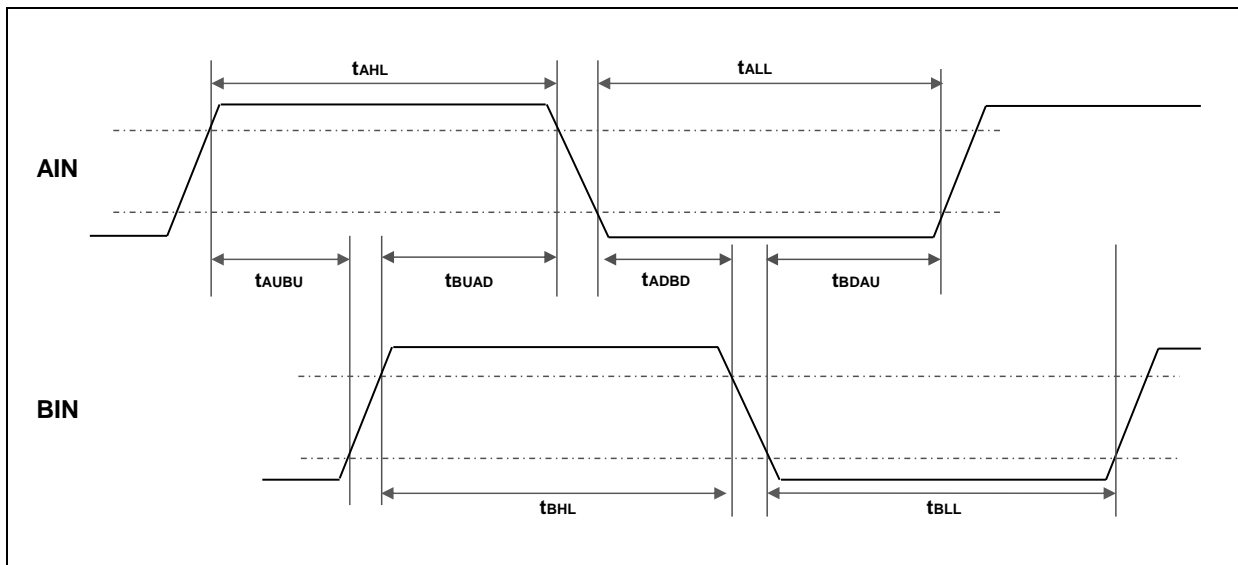 tAHL
tALL
AIN
tAUBU
tBUAD
tADBD
tBDAU
BIN
tBHL
tBLL